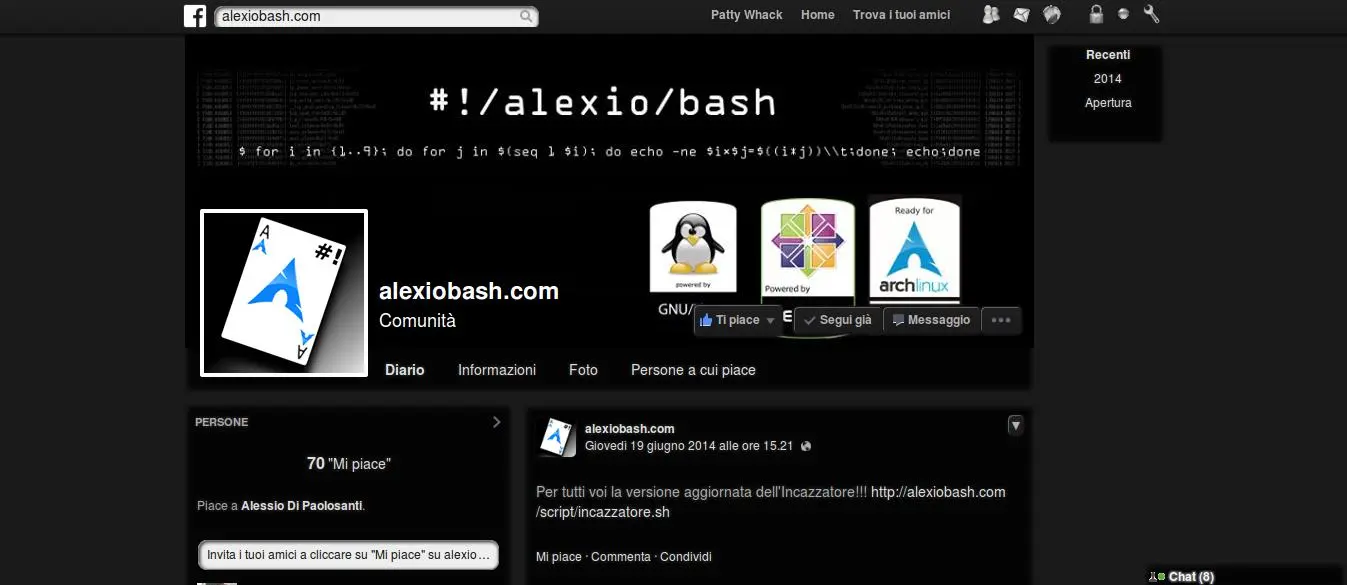 alexiobash.com
Patty Whack Home Trova i tuoi amici
Recenti
2014
Apertura
#!/alexio/bash
$ for i in {1..9}; do for j in $(seq 1 $i); do echo -ne $i×$j=$((i*j))\\t;done; echo;done
A
#!
A
powered by
GNU/
Powered by
E
Ready for
archlinux
alexiobash.com
Comunità
Ti piace Segui già Messaggio
Diario Informazioni Foto Persone a cui piace
PERSONE
70 "Mi piace"
Piace a Alessio Di Paolosanti.
Invita i tuoi amici a cliccare su "Mi piace" su alexio...
alexiobash.com
Giovedì 19 giugno 2014 alle ore 15.21
Per tutti voi la versione aggiornata dell'Incazzatore!!! http://alexiobash.com
/script/incazzatore.sh
Mi piace · Commenta · Condividi
Chat (8)